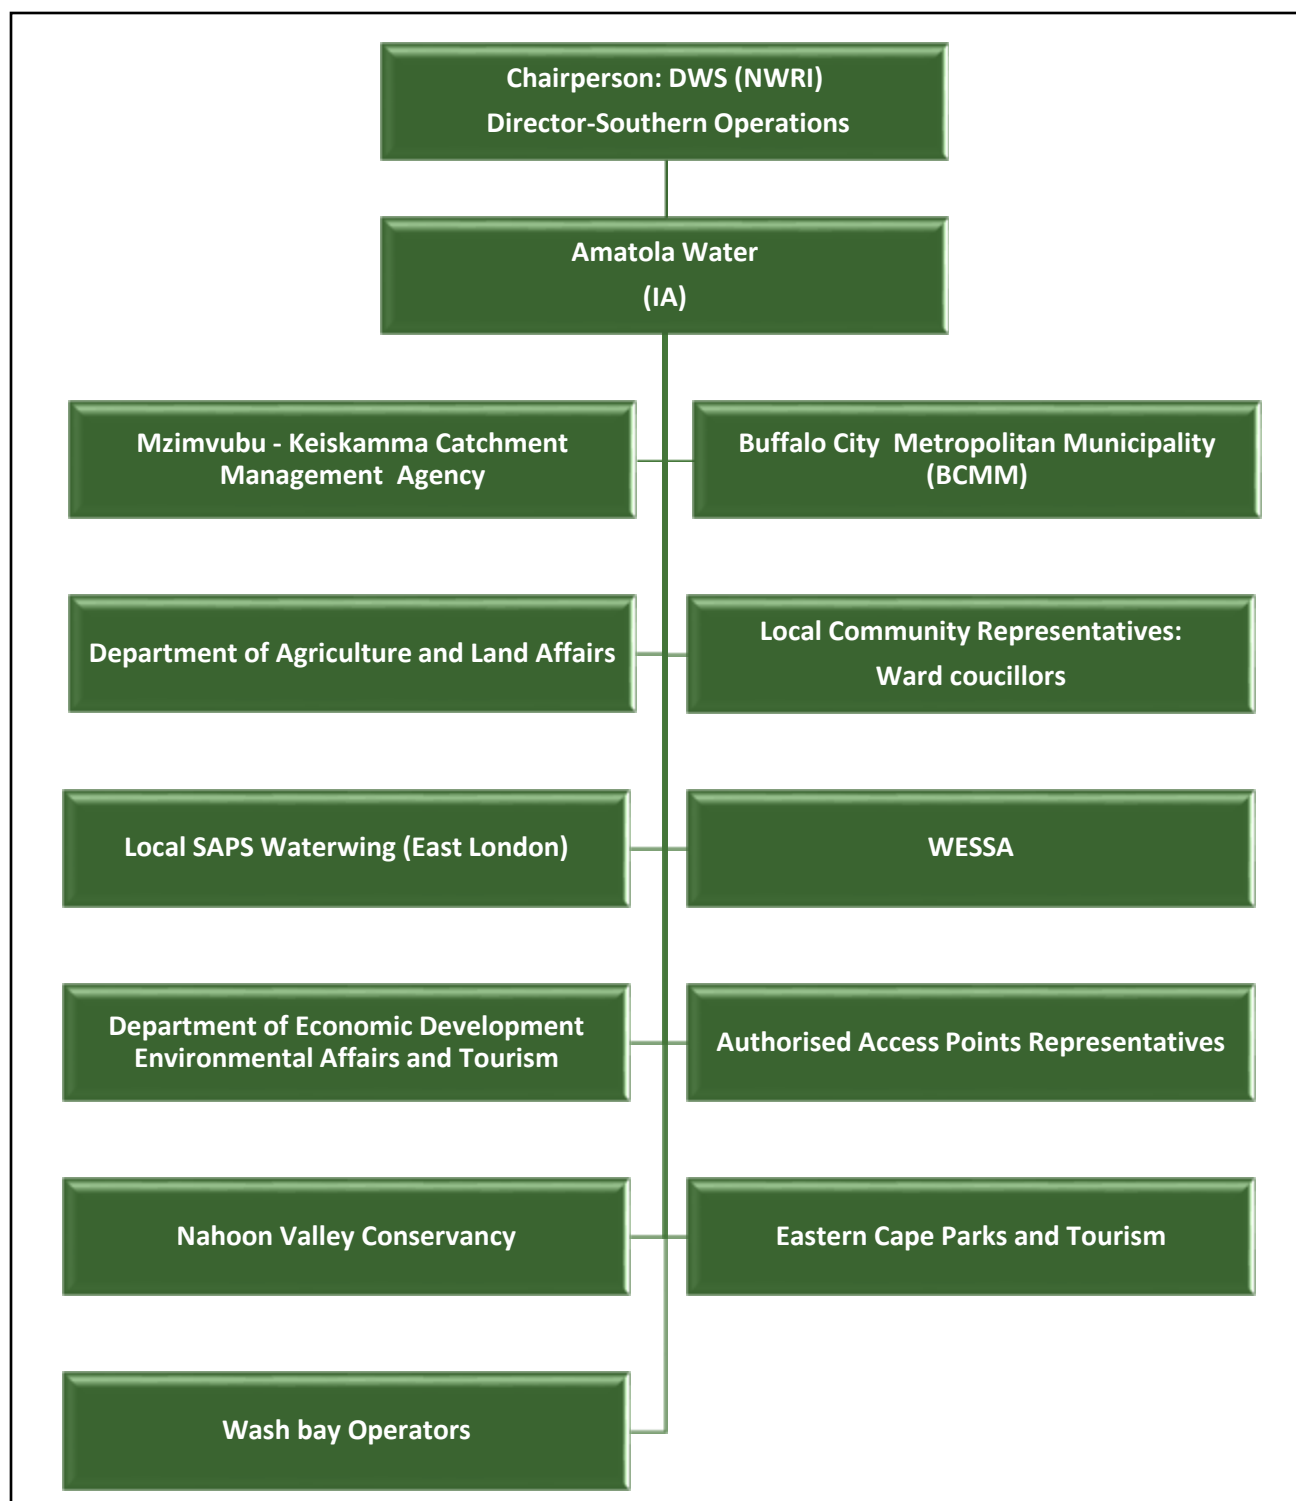 Chairperson: DWS (NWRI)
Director-Southern Operations
Amatola Water
(IA)
Mzimvubu - Keiskamma Catchment
Management  Agency
Buffalo City  Metropolitan Municipality
(BCMM)
Department of Agriculture and Land Affairs
Local Community Representatives:
Ward coucillors
Local SAPS Waterwing (East London)
WESSA
Department of Economic Development
Environmental Affairs and Tourism
Authorised Access Points Representatives
Nahoon Valley Conservancy
Eastern Cape Parks and Tourism
Wash bay Operators